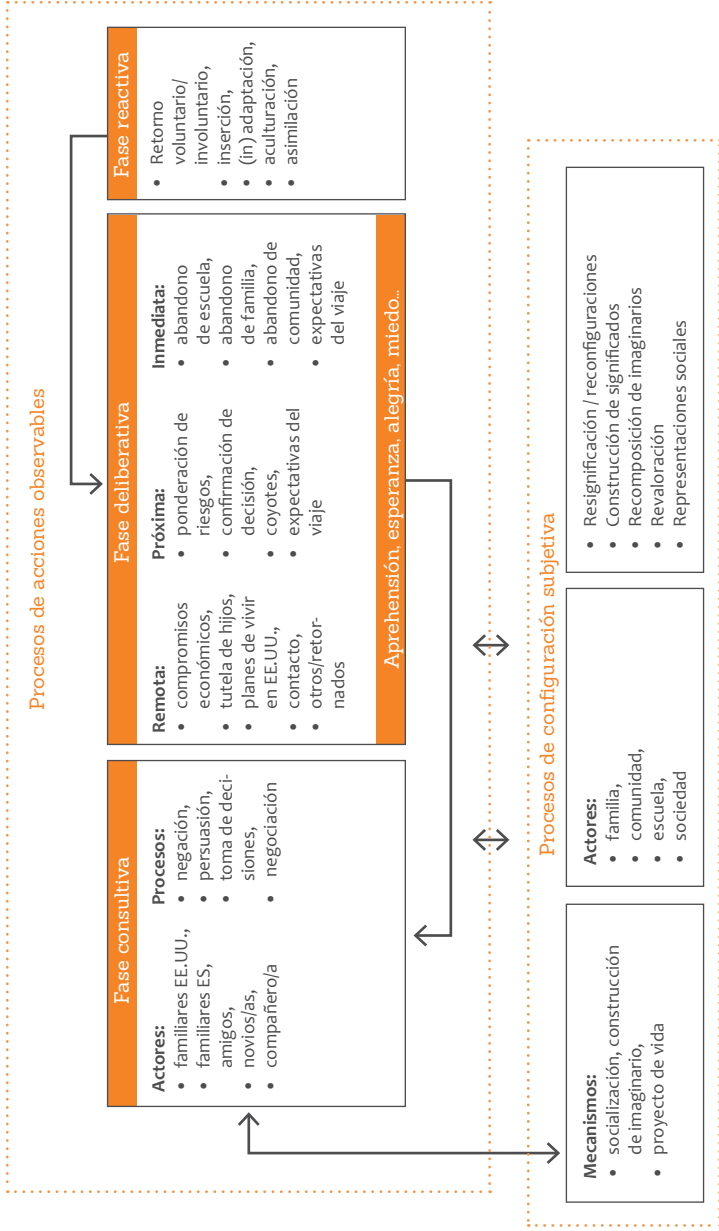 Procesos de acciones observables
Fase consultiva
Actores:
• familiares EE.UU.,
• familiares ES,
amigos,
• novios/as,
• compañero/a
Procesos:
• negación,
• persuasión,
• toma de deci-
siones,
• negociación
Fase deliberativa
Remota:
• compromisos
económicos,
• tutela de hijos,
• planes de vivir
en EE.UU.,
• contacto,
• otros/retor-
nados
Próxima:
• ponderación de
riesgos,
• confirmación de
decisión,
• coyotes,
• expectativas del
viaje
Inmediata:
• abandono
de escuela,
• abandono
de familia,
• abandono de
comunidad,
• expectativas
del viaje
Aprehensión, esperanza, alegría, miedo...
Fase reactiva
• Retorno
voluntario/
involuntario,
• inserción,
• (in) adaptación,
• aculturación,
• asimilación
Procesos de configuración subjetiva
Mecanismos:
• socialización, construcción
de imaginario,
• proyecto de vida
Actores:
• familia,
• comunidad,
• escuela,
• sociedad
• Resignificación / reconfiguraciones
• Construcción de significados
• Recomposición de imaginarios
• Revaloración
• Representaciones sociales